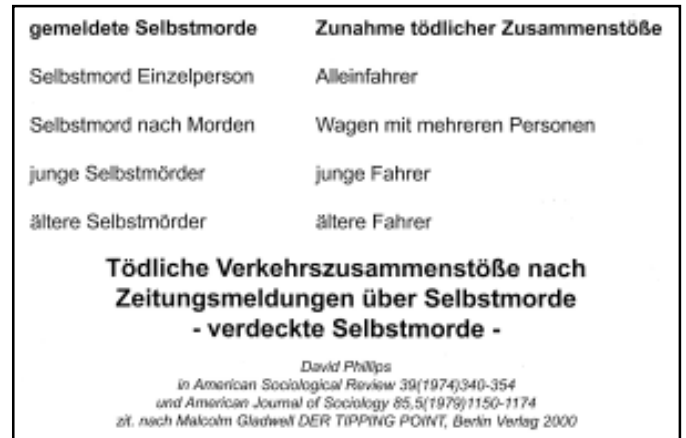 gemeldete Selbstmorde Zunahme tödlicher Zusammenstöße
Selbstmord Einzelperson Alleinfahrer
Selbstmord nach Morden Wagen mit mehreren Personen
junge Selbstmörder junge Fahrer
ältere Selbstmörder ältere Fahrer
Tödliche Verkehrszusammenstöße nach
Zeitungsmeldungen über Selbstmorde
- verdeckte Selbstmorde -
David Phillips
in American Sociological Review 39(1974)340-354
und American Journal of Sociology 85,5(1979)1150-1174
zit. nach Malcolm Gladwell DER TIPPING POINT, Berlin Verlag 2000